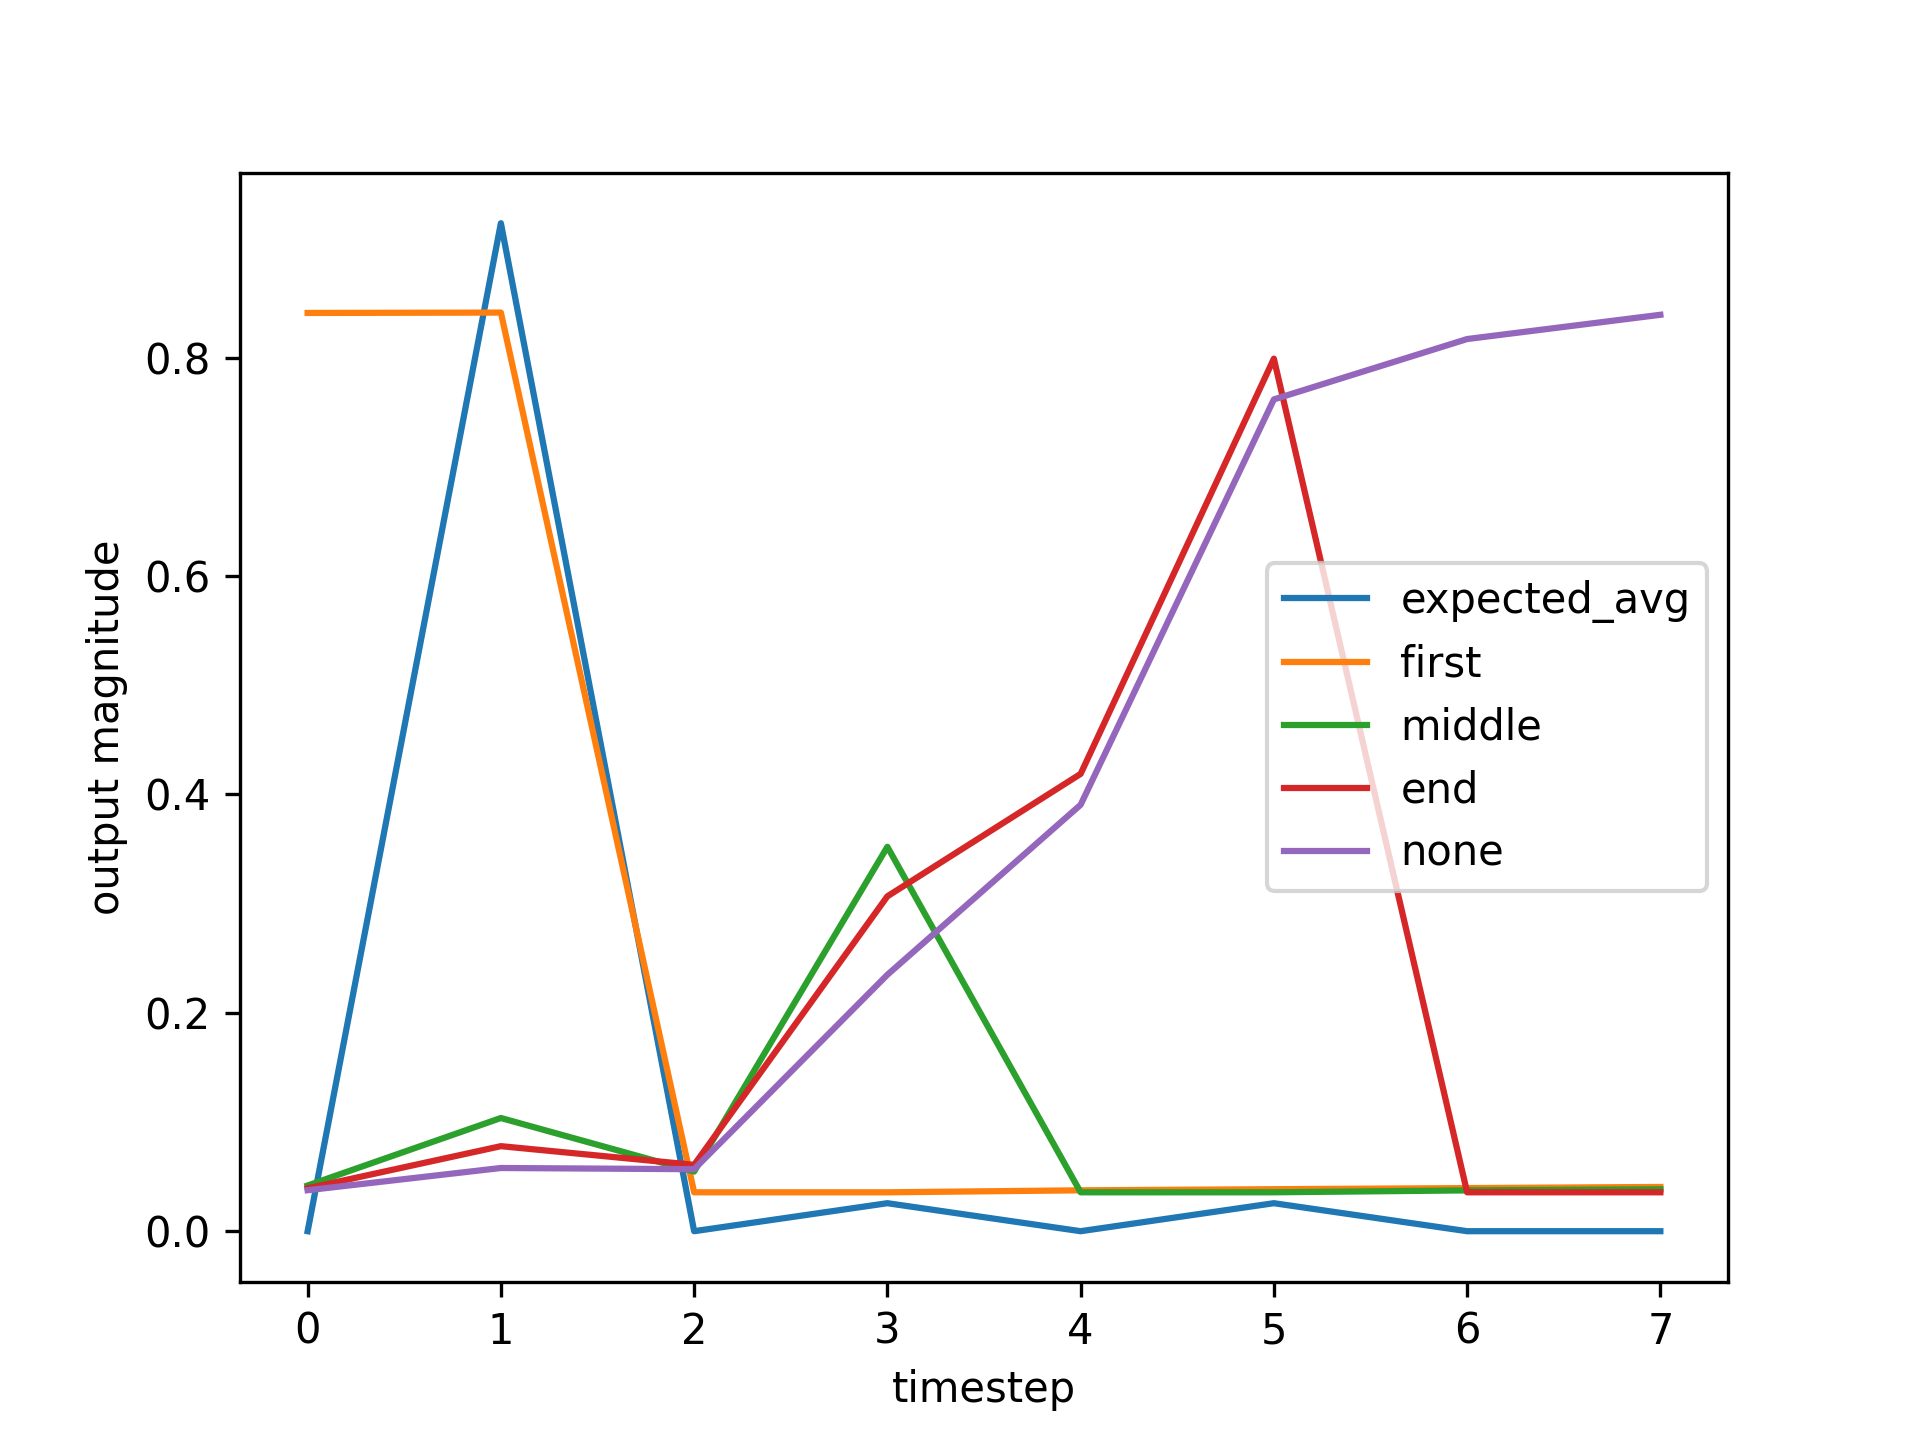 output magnitude
0.8
0.6
0.4
0.2
0.0
expected_avg
first
middle
end
none
0 1 2 3 4 5 6 7
timestep